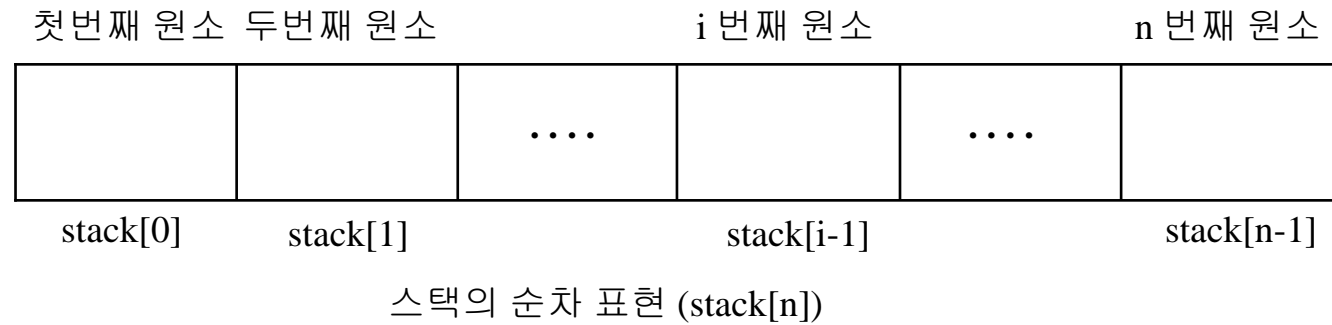 첫번째 원소 두번째 원소 i 번째 원소 n 번째 원소
.... ....
stack[0] stack[1] stack[i-1] stack[n-1]
스택의 순차 표현 (stack[n])